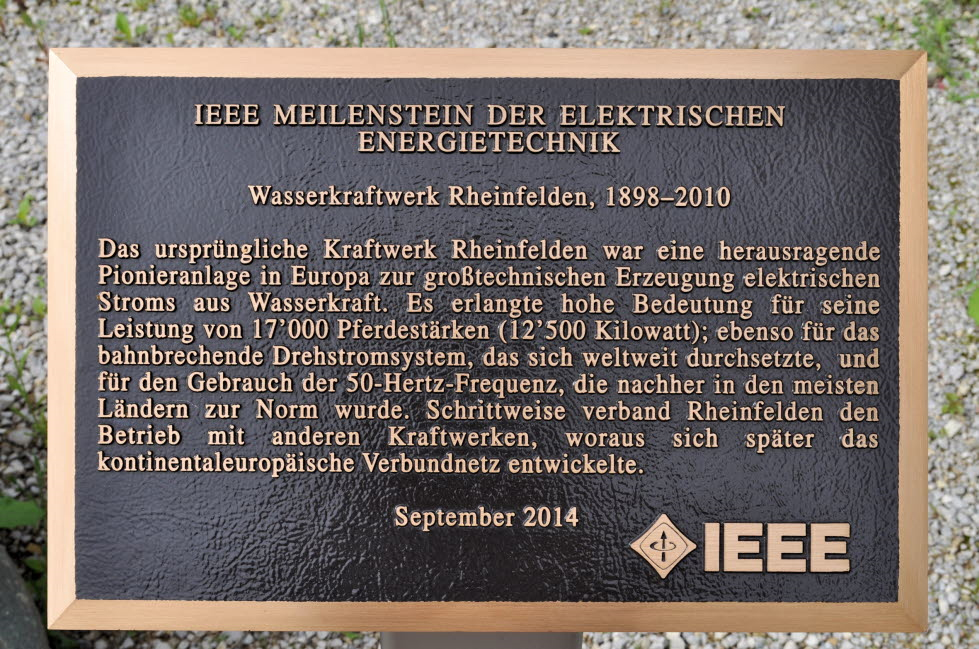 IEEE MEILENSTEIN DER ELEKTRISCHEN
ENERGIETECHNIK
Wasserkraftwerk Rheinfelden, 1898–2010
Das ursprüngliche Kraftwerk Rheinfelden war eine herausragende
Pionieranlage in Europa zur großtechnischen Erzeugung elektrischen
Stroms aus Wasserkraft. Es erlangte hohe Bedeutung für seine
Leistung von 17’000 Pferdestärken (12’500 Kilowatt); ebenso für das
bahnbrechende Drehstromsystem, das sich weltweit durchsetzte, und
für den Gebrauch der 50-Hertz-Frequenz, die nachher in den meisten
Ländern zur Norm wurde. Schrittweise verband Rheinfelden den
Betrieb mit anderen Kraftwerken, woraus sich später das
kontinentaleuropäische Verbundnetz entwickelte.
September 2014
IEEE